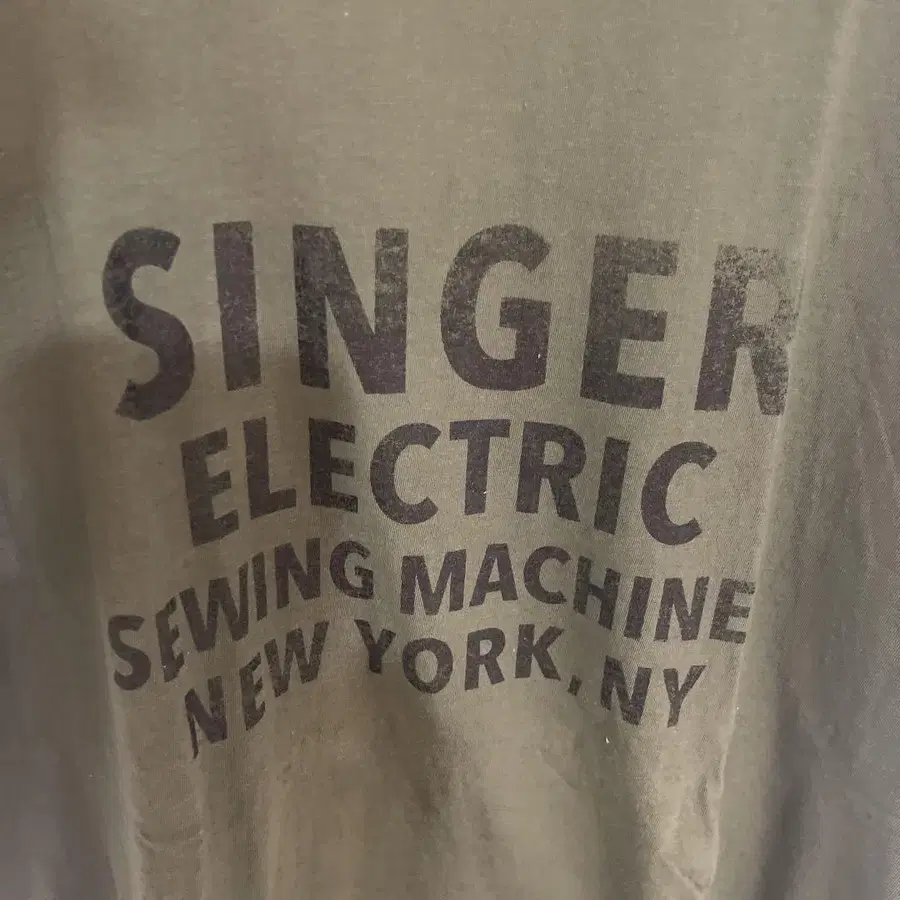 SINGER
ELECTRIC
SEWING MACHINE
NEW YORK, NY